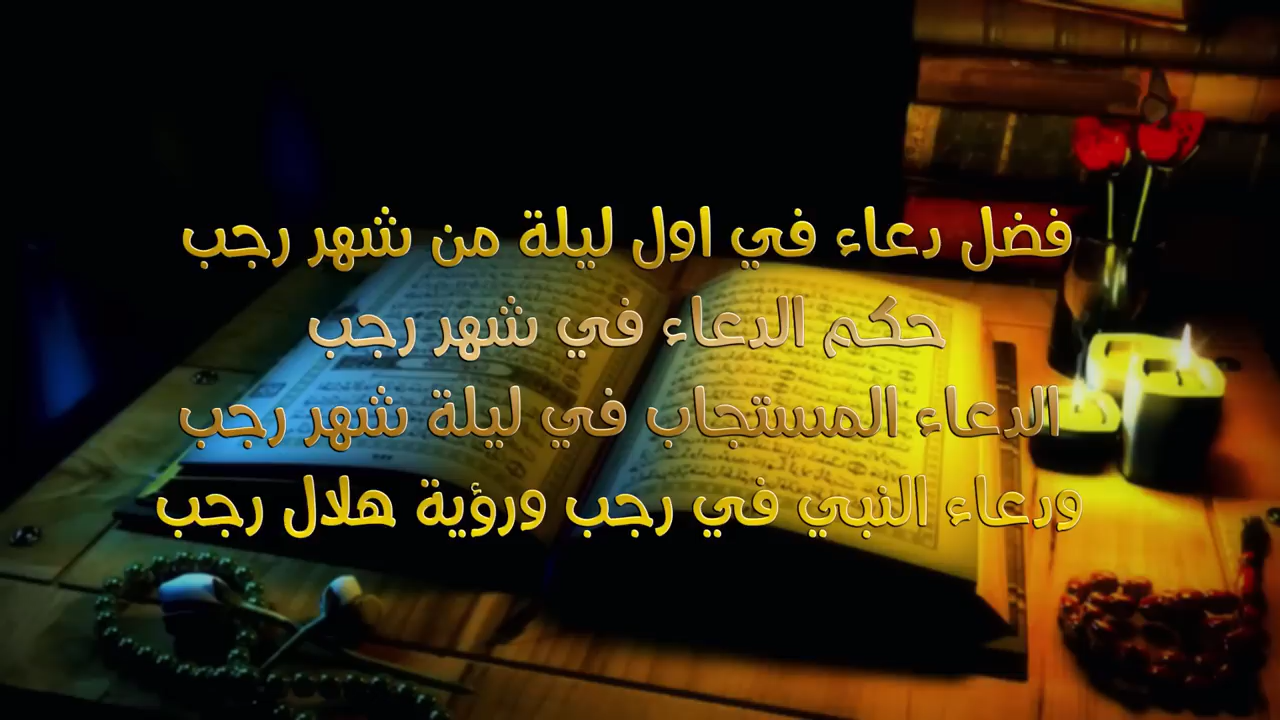 فضل دعاء في اول ليلة من شهر رجب
حكم الدعاء في شهر رجب
الدعاء المستجاب في ليلة شهر رجب
ودعاء النبي في رجب ورؤية هلال رجب